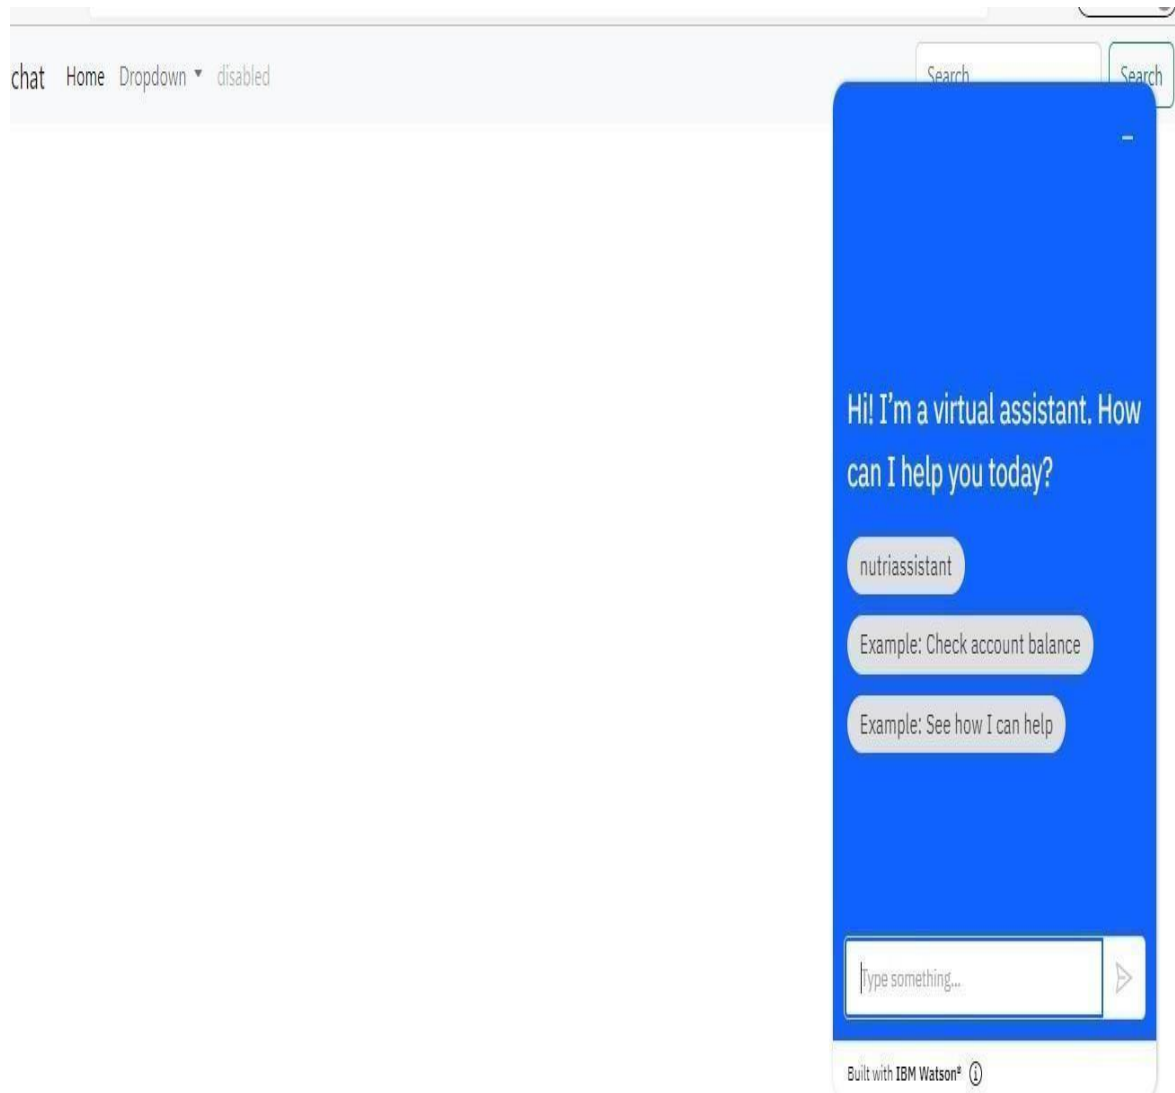 chat Home Dropdown ▾ disabled Search Search
Hi! I'm a virtual assistant. How
can I help you today?
nutriassistant
Example: Check account balance
Example: See how I can help
Type something...
Built with IBM Watson®